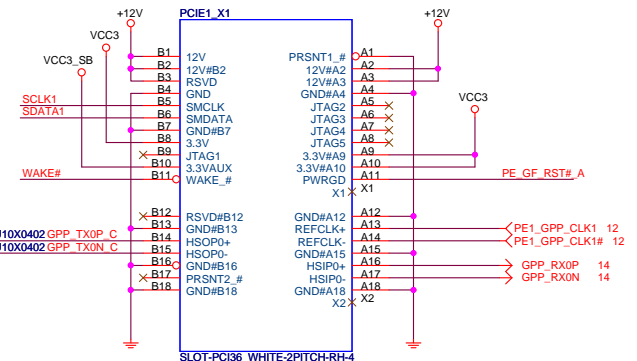 +12V PCIE1_X1 +12V
VCC3
VCC3_SB
VCC3
SCLK1
SDATA1
WAKE#
J10X0402 GPP_TX0P_C
J10X0402 GPP_TX0N_C
B1 12V PRSNT1_# A1
B2 12V#B2 12V#A2 A2
B3 RSVD 12V#A3 A3
B4 GND GND#A4 A4
B5 SMCLK JTAG2 A5
B6 SMDATA JTAG3 A6
B7 GND#B7 JTAG4 A7
B8 3.3V JTAG5 A8
B9 JTAG1 3.3V#A9 A9
B10 3.3VAUX 3.3V#A10 A10
B11 WAKE_# PWRGD A11 PE_GF_RST#_A
X1 X1
B12 RSVD#B12 GND#A12 A12
B13 GND#B13 REFCLK+ A13 PE1_GPP_CLK1 12
B14 HSOP0+ REFCLK- A14 PE1_GPP_CLK1# 12
B15 HSOP0- GND#A15 A15
B16 GND#B16 HSIP0+ A16 GPP_RX0P 14
B17 PRSNT2_# HSIP0- A17 GPP_RX0N 14
B18 GND#B18 GND#A18 A18
X2 X2
SLOT-PCI36_WHITE-2PITCH-RH-4